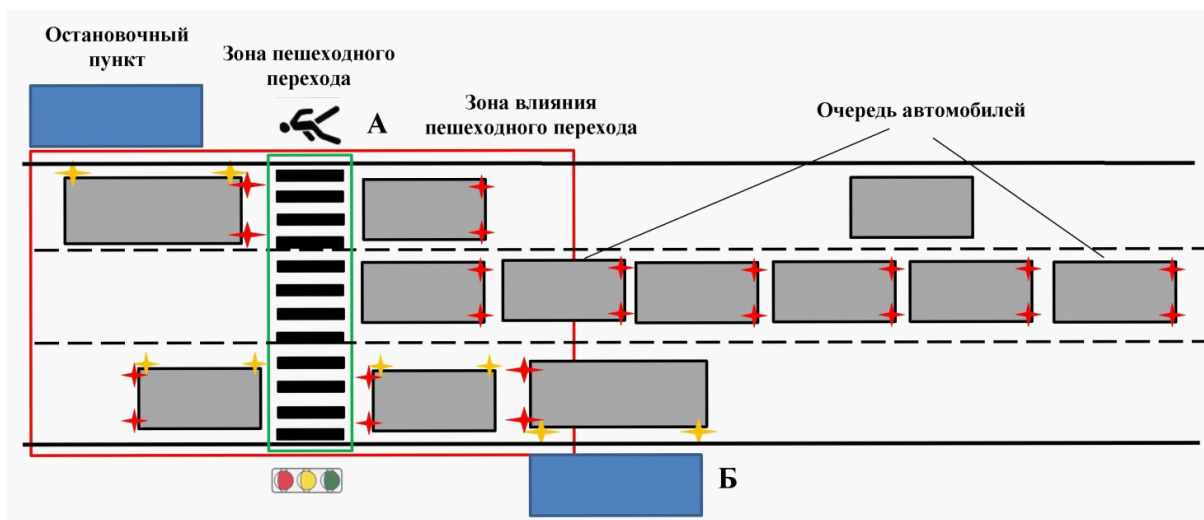 Остановочный
пункт
Зона пешеходного
перехода
А
Зона влияния
пешеходного перехода
Очередь автомобилей
Б